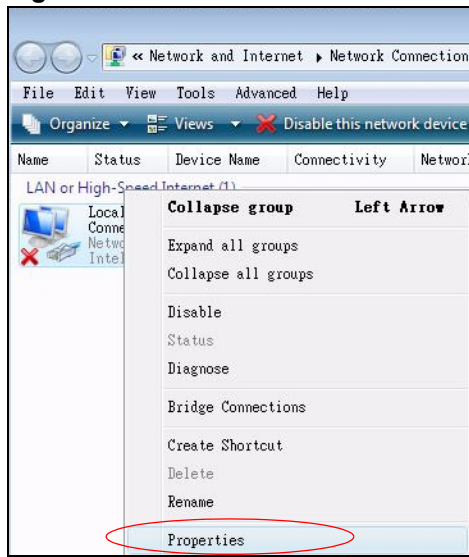 « Network and Internet ▸ Network Connection
File Edit View Tools Advanced Help
Organize Views Disable this network device
Name Status Device Name Connectivity Networ
LAN or High-Speed Internet (1)
Local
Conne
Netwo
Intel
Collapse group Left Arrow
Expand all groups
Collapse all groups
Disable
Status
Diagnose
Bridge Connections
Create Shortcut
Delete
Rename
Properties